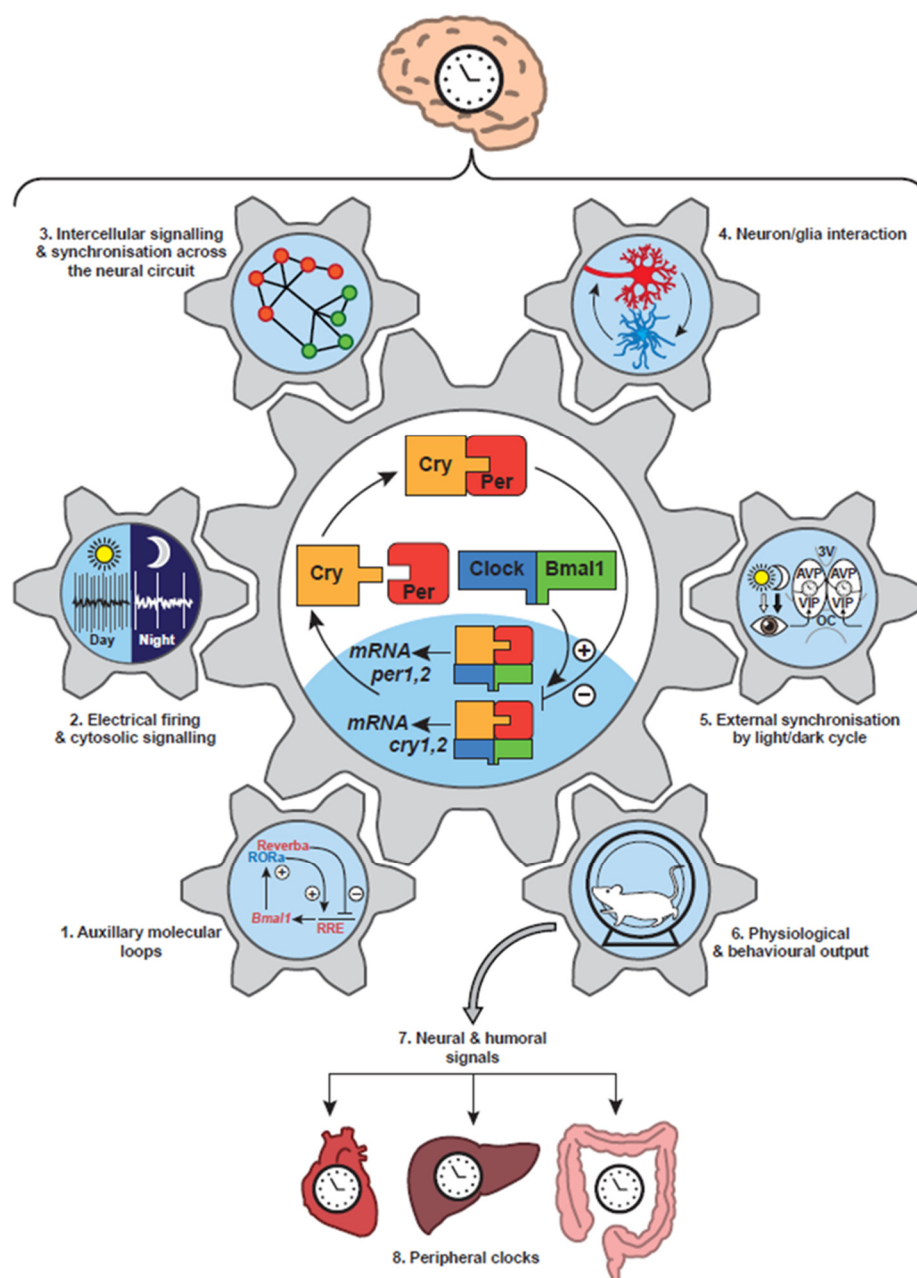 3. Intercellular signalling
& synchronisation across
the neural circuit
4. Neuron/glia interaction
Cry
Per
Cry
Per
Clock
Bmal1
mRNA
per1,2
mRNA
cry1,2
+
−
Day
Night
2. Electrical firing
& cytosolic signalling
3V
AVP
AVP
VIP
VIP
OC
5. External synchronisation
by light/dark cycle
Reverba
RORa
+
+
−
Bmal1
RRE
1. Auxillary molecular
loops
6. Physiological
& behavioural output
7. Neural & humoral
signals
8. Peripheral clocks